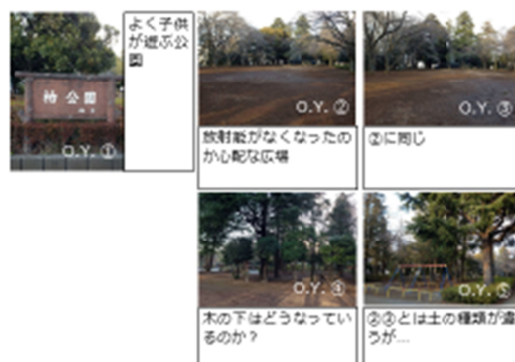 柏公園
O.Y. ①
よく子供
が遊ぶ公
園
O.Y. ②
放射能がなくなったの
か心配な広場
O.Y. ③
②に同じ
O.Y. ④
木の下はどうなってい
るのか？
O.Y. ⑤
②③とは土の種類が違
うが…